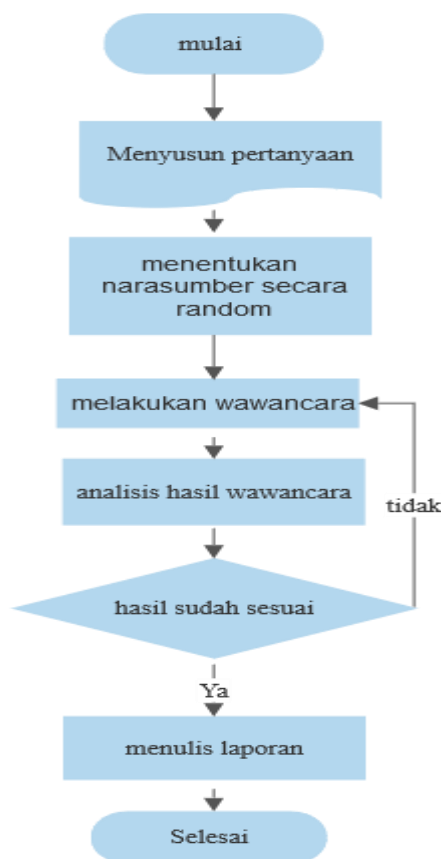 mulai
Menyusun pertanyaan
menentukan
narasumber secara
random
melakukan wawancara
analisis hasil wawancara
tidak
hasil sudah sesuai
Ya
menulis laporan
Selesai